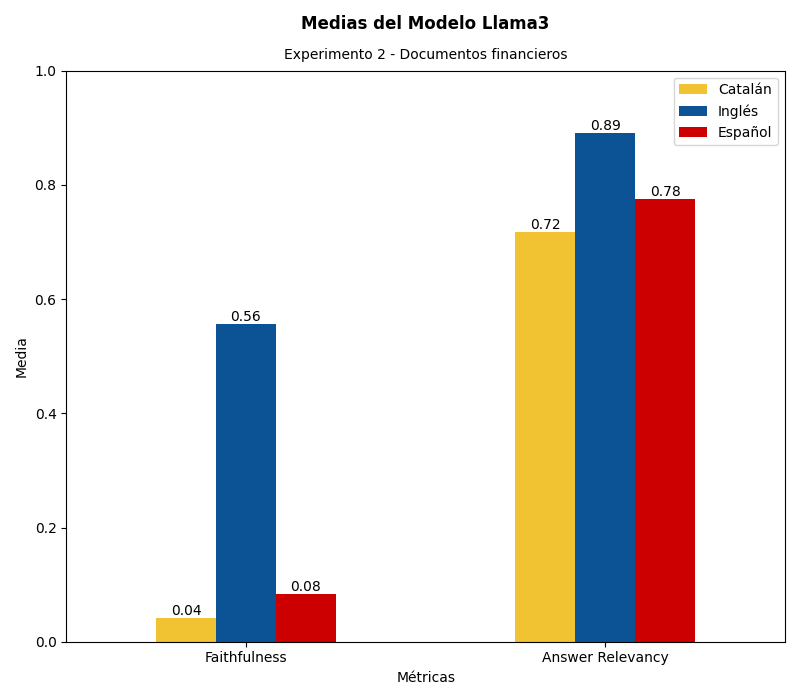 Medias del Modelo Llama3
Experimento 2 - Documentos financieros
Catalán
Inglés
Español
1.0
0.8
0.6
0.4
0.2
0.0
Media
0.04
0.56
0.08
0.72
0.89
0.78
Faithfulness
Answer Relevancy
Métricas